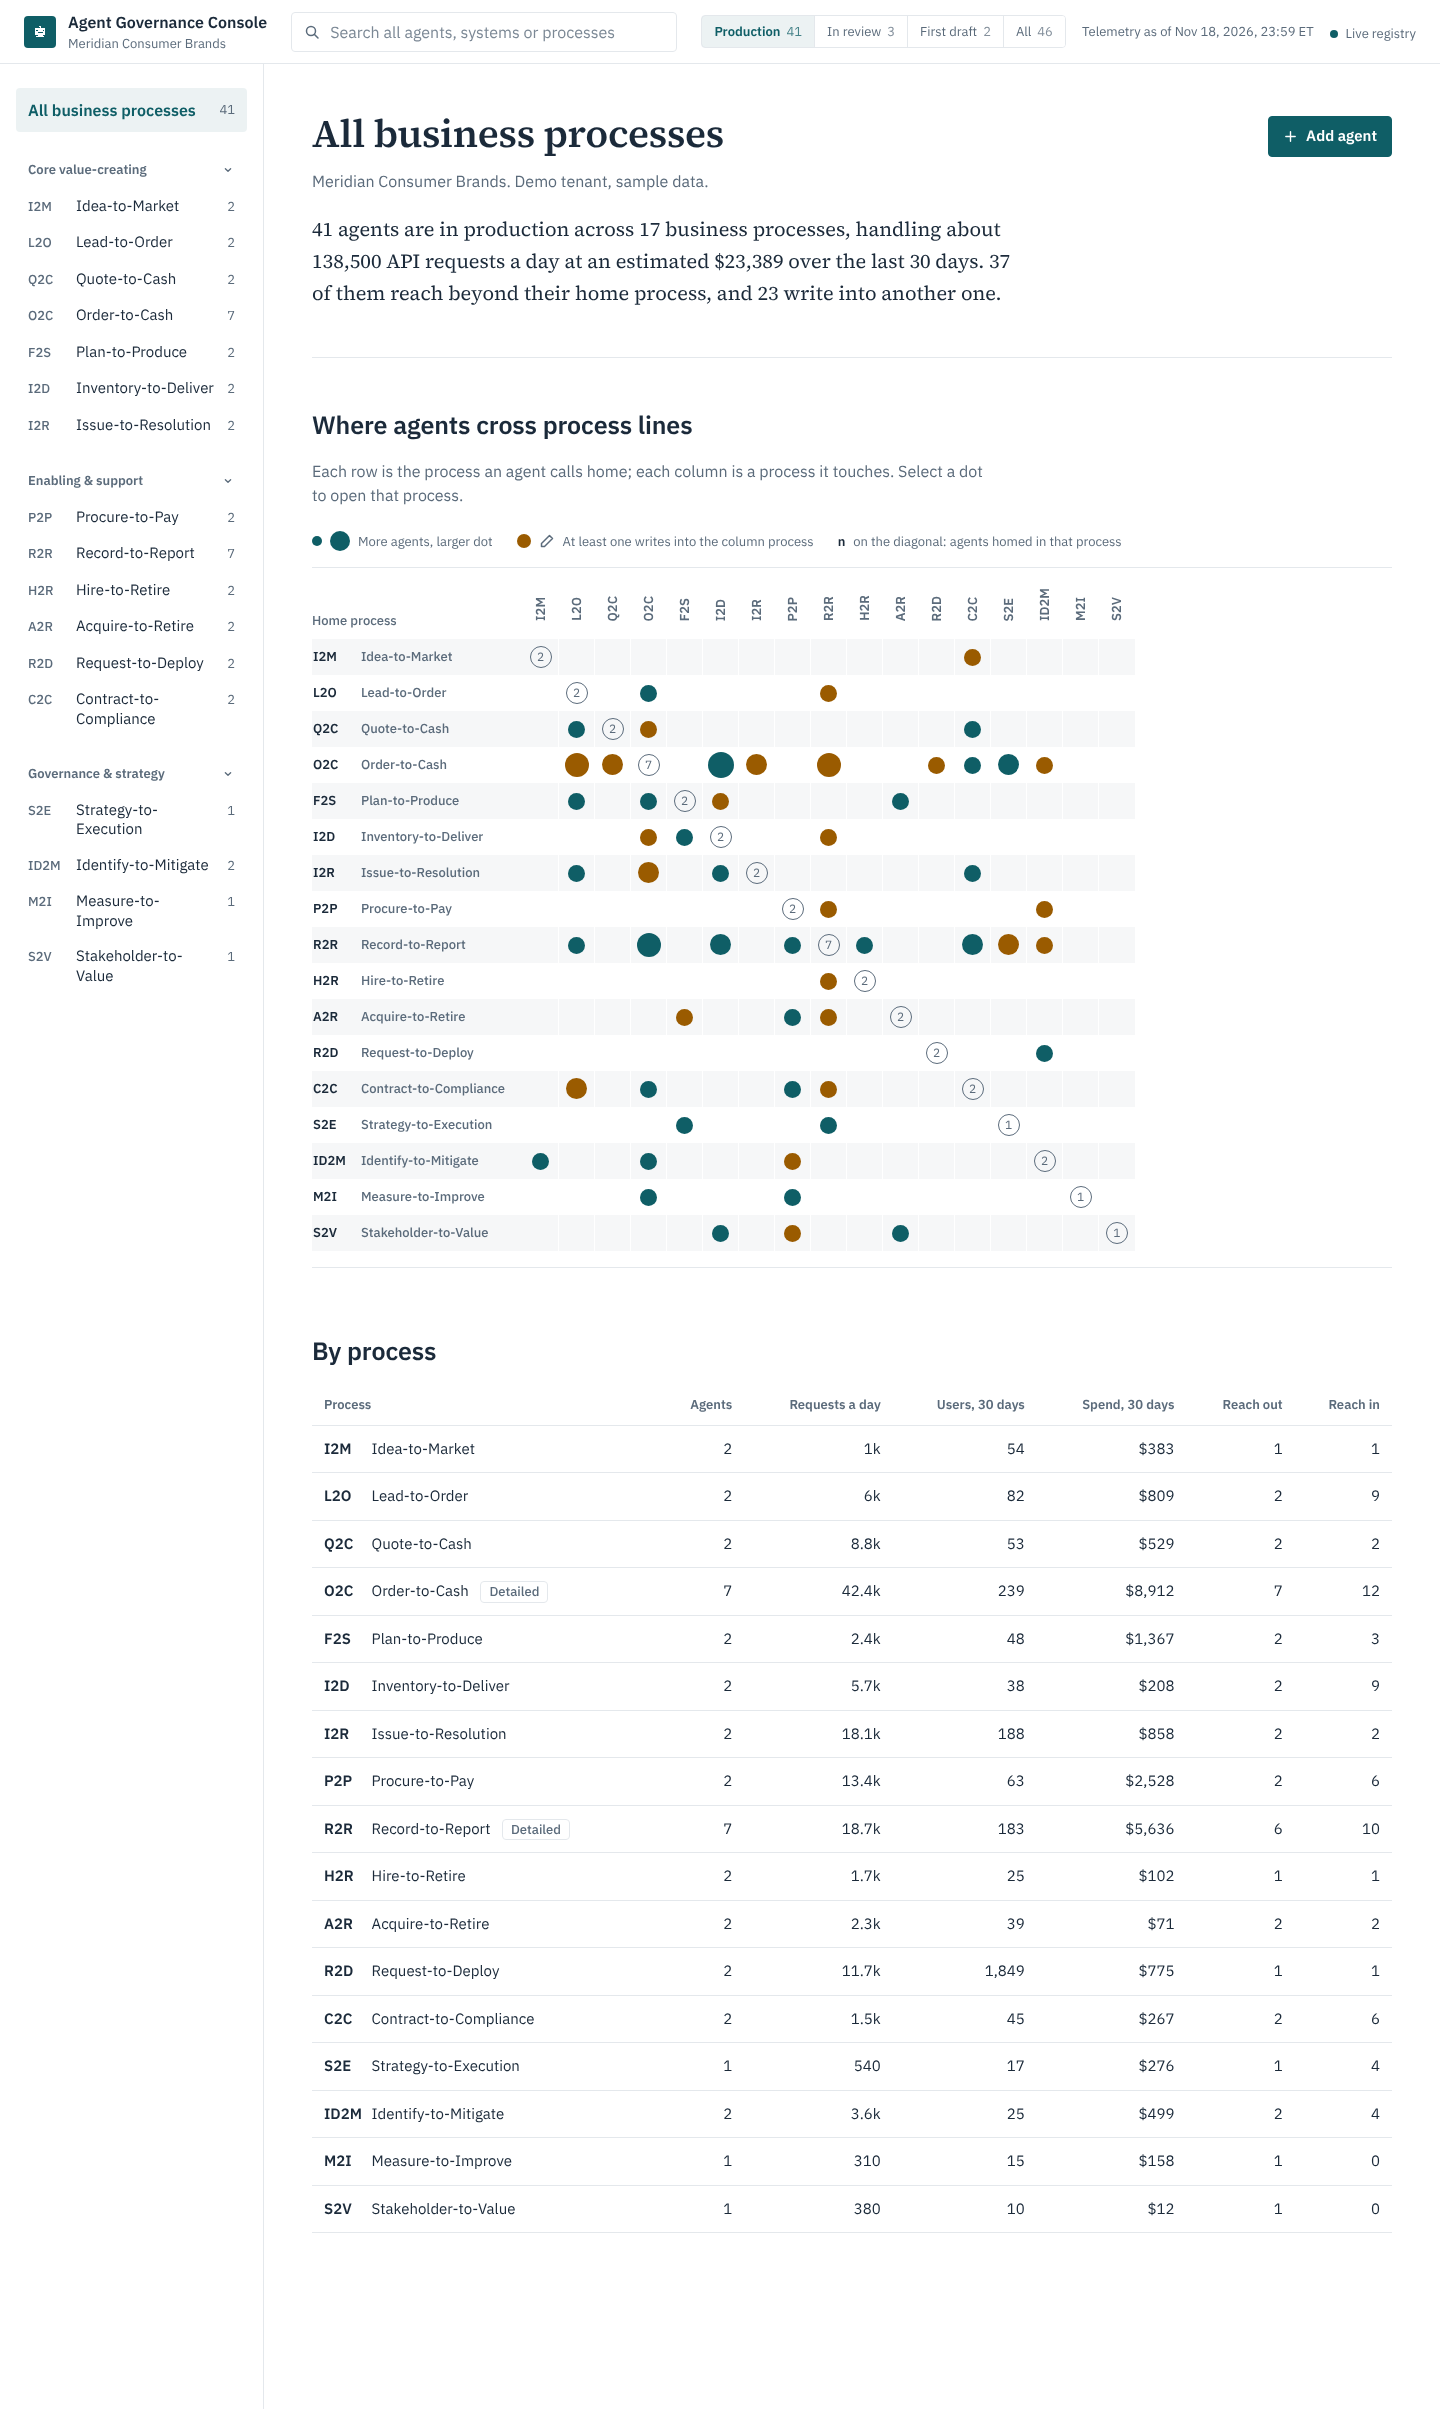 Agent Governance Console
Meridian Consumer Brands
Search all agents, systems or processes
Production 41 In review 3 First draft 2 All 46
Telemetry as of Nov 18, 2026, 23:59 ET
Live registry
All business processes 41
Core value-creating
I2M Idea-to-Market 2
L2O Lead-to-Order 2
Q2C Quote-to-Cash 2
O2C Order-to-Cash 7
F2S Plan-to-Produce 2
I2D Inventory-to-Deliver 2
I2R Issue-to-Resolution 2
Enabling & support
P2P Procure-to-Pay 2
R2R Record-to-Report 7
H2R Hire-to-Retire 2
A2R Acquire-to-Retire 2
R2D Request-to-Deploy 2
C2C Contract-to- 2
Compliance
Governance & strategy
S2E Strategy-to- 1
Execution
ID2M Identify-to-Mitigate 2
M2I Measure-to- 1
Improve
S2V Stakeholder-to- 1
Value
All business processes
+ Add agent
Meridian Consumer Brands. Demo tenant, sample data.
41 agents are in production across 17 business processes, handling about
138,500 API requests a day at an estimated $23,389 over the last 30 days. 37
of them reach beyond their home process, and 23 write into another one.
Where agents cross process lines
Each row is the process an agent calls home; each column is a process it touches. Select a dot
to open that process.
More agents, larger dot At least one writes into the column process n on the diagonal: agents homed in that process
Home process I2M L2O Q2C O2C F2S I2D I2R P2P R2R H2R A2R R2D C2C S2E ID2M M2I S2V
I2M Idea-to-Market 2
L2O Lead-to-Order 2
Q2C Quote-to-Cash 2
O2C Order-to-Cash 7
F2S Plan-to-Produce 2
I2D Inventory-to-Deliver 2
I2R Issue-to-Resolution 2
P2P Procure-to-Pay 2
R2R Record-to-Report 7
H2R Hire-to-Retire 2
A2R Acquire-to-Retire 2
R2D Request-to-Deploy 2
C2C Contract-to-Compliance 2
S2E Strategy-to-Execution 1
ID2M Identify-to-Mitigate 2
M2I Measure-to-Improve 1
S2V Stakeholder-to-Value 1
By process
Process Agents Requests a day Users, 30 days Spend, 30 days Reach out Reach in
I2M Idea-to-Market 2 1k 54 $383 1 1
L2O Lead-to-Order 2 6k 82 $809 2 9
Q2C Quote-to-Cash 2 8.8k 53 $529 2 2
O2C Order-to-Cash Detailed 7 42.4k 239 $8,912 7 12
F2S Plan-to-Produce 2 2.4k 48 $1,367 2 3
I2D Inventory-to-Deliver 2 5.7k 38 $208 2 9
I2R Issue-to-Resolution 2 18.1k 188 $858 2 2
P2P Procure-to-Pay 2 13.4k 63 $2,528 2 6
R2R Record-to-Report Detailed 7 18.7k 183 $5,636 6 10
H2R Hire-to-Retire 2 1.7k 25 $102 1 1
A2R Acquire-to-Retire 2 2.3k 39 $71 2 2
R2D Request-to-Deploy 2 11.7k 1,849 $775 1 1
C2C Contract-to-Compliance 2 1.5k 45 $267 2 6
S2E Strategy-to-Execution 1 540 17 $276 1 4
ID2M Identify-to-Mitigate 2 3.6k 25 $499 2 4
M2I Measure-to-Improve 1 310 15 $158 1 0
S2V Stakeholder-to-Value 1 380 10 $12 1 0